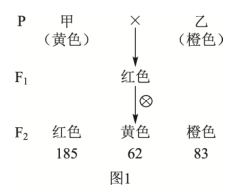 P 甲 × 乙
（黄色） （橙色）
F₁ 红色
⊗
F₂ 红色 黄色 橙色
185 62 83
图1